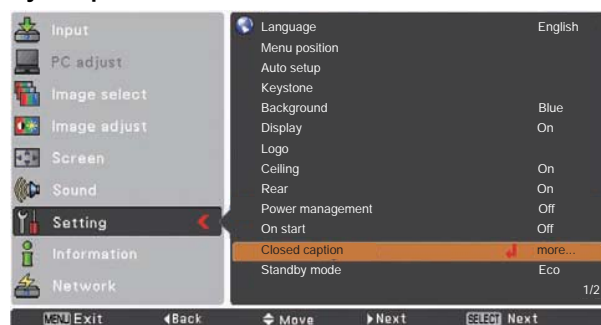 Input
PC adjust
Image select
Image adjust
Screen
Sound
Setting
Information
Network
Language English
Menu position
Auto setup
Keystone
Background Blue
Display On
Logo
Ceiling On
Rear On
Power management Off
On start Off
Closed caption more...
Standby mode Eco
1/2
MENU Exit Back Move Next SELECT Next